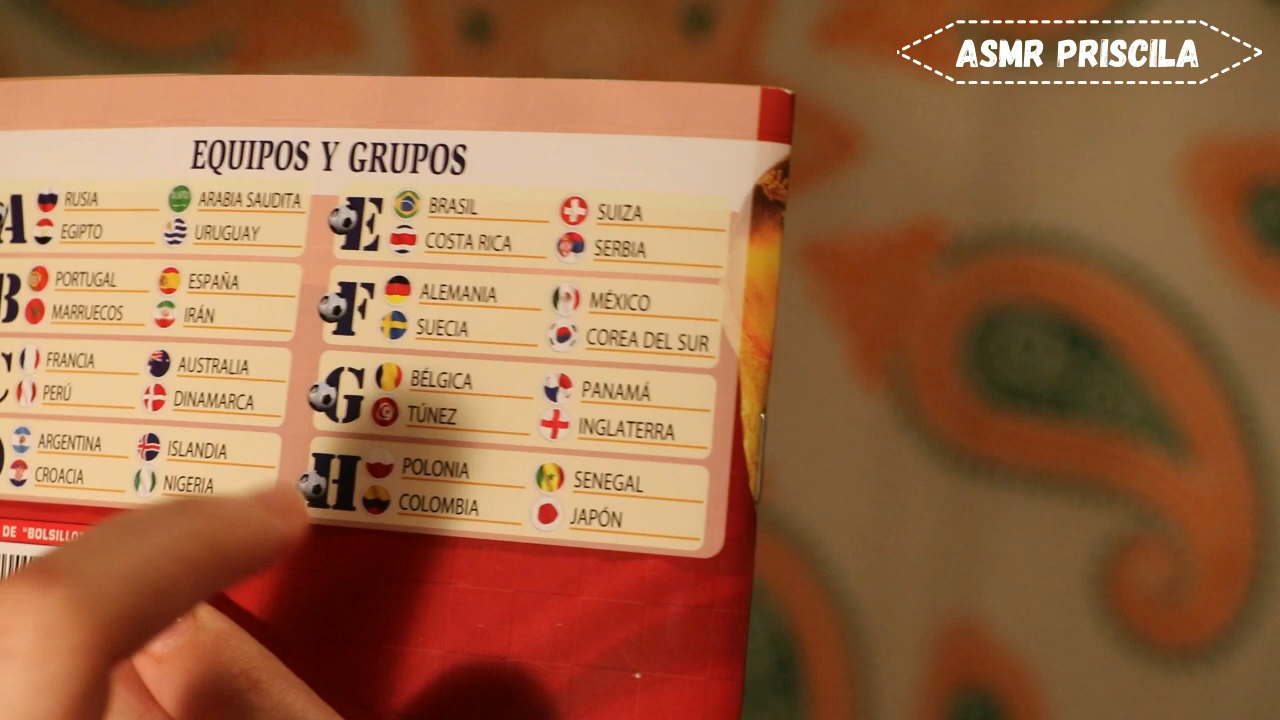 ASMR PRISCILA
EQUIPOS Y GRUPOS
A
RUSIA
ARABIA SAUDITA
EGIPTO
URUGUAY
B
PORTUGAL
ESPAÑA
MARRUECOS
IRÁN
C
FRANCIA
AUSTRALIA
PERÚ
DINAMARCA
ARGENTINA
ISLANDIA
CROACIA
NIGERIA
E
BRASIL
SUIZA
COSTA RICA
SERBIA
F
ALEMANIA
MÉXICO
SUECIA
COREA DEL SUR
G
BÉLGICA
PANAMÁ
TÚNEZ
INGLATERRA
H
POLONIA
SENEGAL
COLOMBIA
JAPÓN
DE "BOLSILLO"